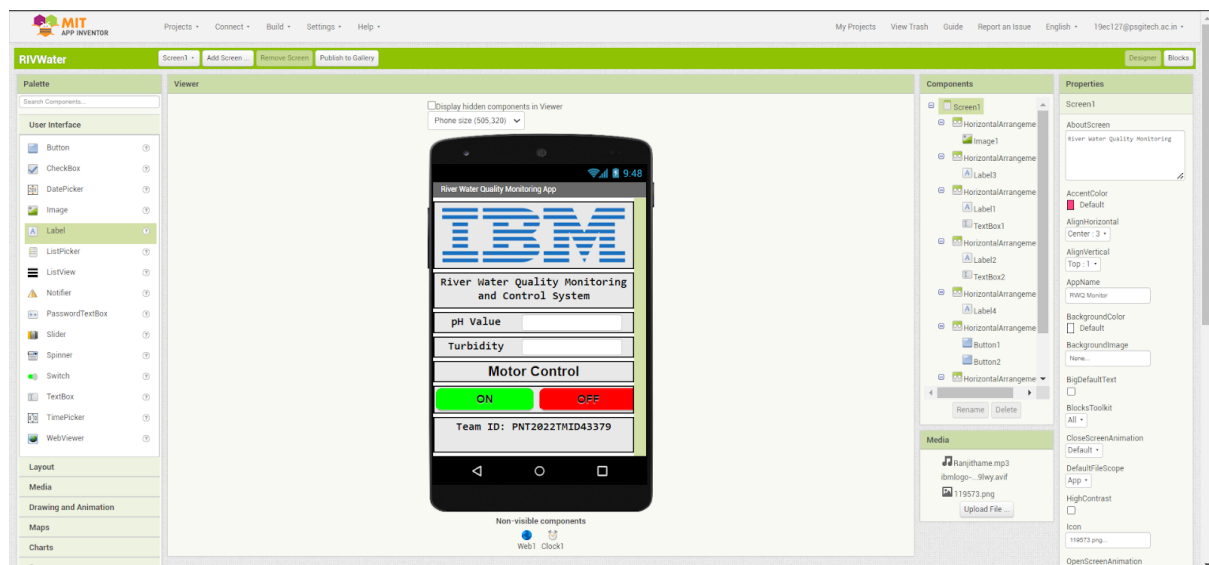 MIT
APP INVENTOR
Projects Connect Build Settings Help
My Projects View Trash Guide Report an Issue English 19ec127@psgitech.ac.in
RIVWater
Screen1 Add Screen ... Remove Screen Publish to Gallery
Designer Blocks
Palette
Search Components...
User Interface
Button
CheckBox
DatePicker
Image
Label
ListPicker
ListView
Notifier
PasswordTextBox
Slider
Spinner
Switch
TextBox
TimePicker
WebViewer
Layout
Media
Drawing and Animation
Maps
Charts
Viewer
Display hidden components in Viewer
Phone size (505,320)
9:48
River Water Quality Monitoring App
IBM
River Water Quality Monitoring
and Control System
pH Value
Turbidity
Motor Control
ON OFF
Team ID: PNT2022TMID43379
Non-visible components
Web1 Clock1
Components
Screen1
HorizontalArrangeme
Image1
HorizontalArrangeme
Label3
HorizontalArrangeme
Label1
TextBox1
HorizontalArrangeme
Label2
TextBox2
HorizontalArrangeme
Label4
HorizontalArrangeme
Button1
Button2
HorizontalArrangeme
Rename Delete
Media
Ranjithame.mp3
ibmlogo-...9lwy.avif
119573.png
Upload File ...
Properties
Screen1
AboutScreen
River Water Quality Monitoring
AccentColor
Default
AlignHorizontal
Center : 3
AlignVertical
Top : 1
AppName
RWQ Monitor
BackgroundColor
Default
BackgroundImage
None...
BigDefaultText
BlocksToolkit
All
CloseScreenAnimation
Default
DefaultFileScope
App
HighContrast
Icon
119573.png...
OpenScreenAnimation